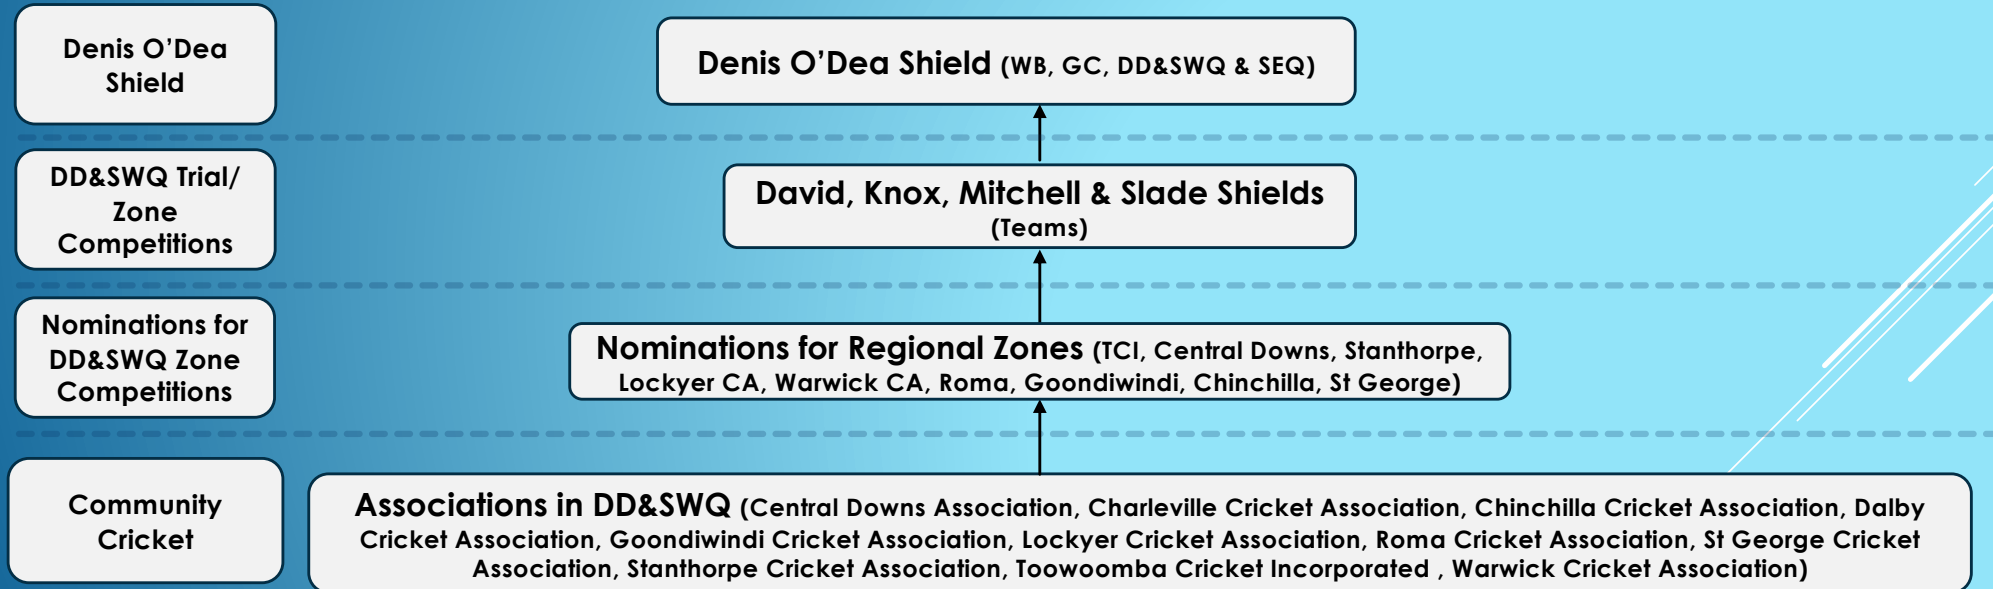 Denis O’Dea
Shield
Denis O’Dea Shield (WB, GC, DD&SWQ & SEQ)
DD&SWQ Trial/
Zone
Competitions
David, Knox, Mitchell & Slade Shields
(Teams)
Nominations for
DD&SWQ Zone
Competitions
Nominations for Regional Zones (TCI, Central Downs, Stanthorpe,
Lockyer CA, Warwick CA, Roma, Goondiwindi, Chinchilla, St George)
Community
Cricket
Associations in DD&SWQ (Central Downs Association, Charleville Cricket Association, Chinchilla Cricket Association, Dalby
Cricket Association, Goondiwindi Cricket Association, Lockyer Cricket Association, Roma Cricket Association, St George Cricket
Association, Stanthorpe Cricket Association, Toowoomba Cricket Incorporated , Warwick Cricket Association)